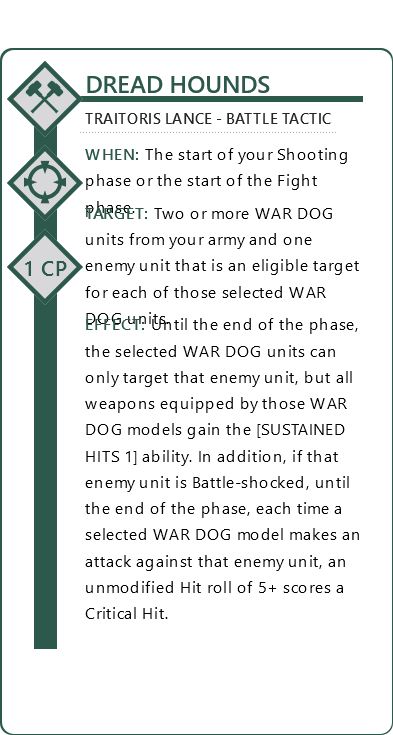 DREAD HOUNDS
TRAITORIS LANCE - BATTLE TACTIC
WHEN: The start of your Shooting
phase or the start of the Fight
phase.
TARGET: Two or more WAR DOG
units from your army and one
enemy unit that is an eligible target
1 CP
for each of those selected WAR
DOG units.
EFFECT: Until the end of the phase,
the selected WAR DOG units can
only target that enemy unit, but all
weapons equipped by those WAR
DOG models gain the [SUSTAINED
HITS 1] ability. In addition, if that
enemy unit is Battle-shocked, until
the end of the phase, each time a
selected WAR DOG model makes an
attack against that enemy unit, an
unmodified Hit roll of 5+ scores a
Critical Hit.